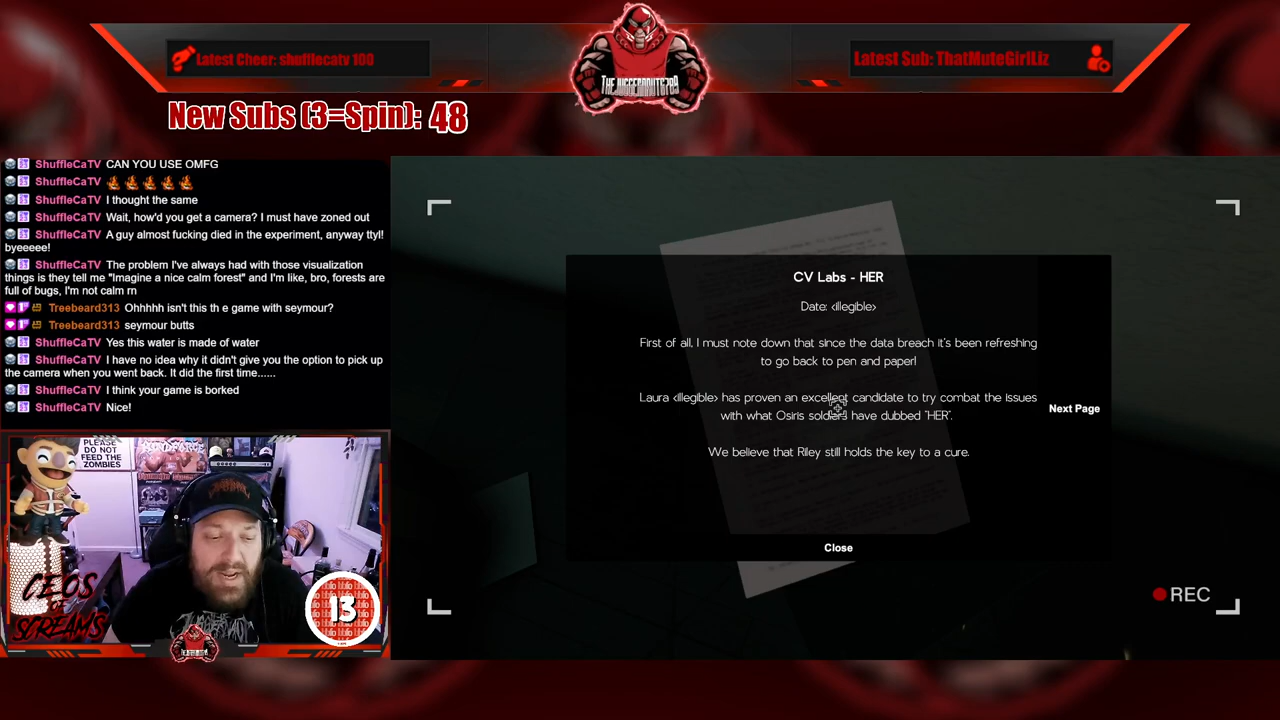 Latest Cheer: shufflecatv 100
THEJUGGERNAUT6789
Latest Sub: ThatMuteGirlLiz
New Subs (3=Spin): 48
ShuffleCaTV CAN YOU USE OMFG
ShuffleCaTV
ShuffleCaTV I thought the same
ShuffleCaTV Wait, how'd you get a camera? I must have zoned out
ShuffleCaTV A guy almost fucking died in the experiment, anyway ttyl!
byeeeee!
ShuffleCaTV The problem I've always had with those visualization
things is they tell me "Imagine a nice calm forest" and I'm like, bro, forests are
full of bugs, I'm not calm rn
Treebeard313 Ohhhhh isn't this th e game with seymour?
Treebeard313 seymour butts
ShuffleCaTV Yes this water is made of water
ShuffleCaTV I have no idea why it didn't give you the option to pick up
the camera when you went back. It did the first time......
ShuffleCaTV I think your game is borked
ShuffleCaTV Nice!
CV Labs - HER
Date: <illegible>
First of all, I must note down that since the data breach it's been refreshing
to go back to pen and paper!
Laura <illegible> has proven an excellent candidate to try combat the issues
with what Osiris soldiers have dubbed "HER".
We believe that Riley still holds the key to a cure.
Next Page
Close
REC
PLEASE
DO NOT
FEED THE
ZOMBIES
CEOS
OF
SCREAMS
13